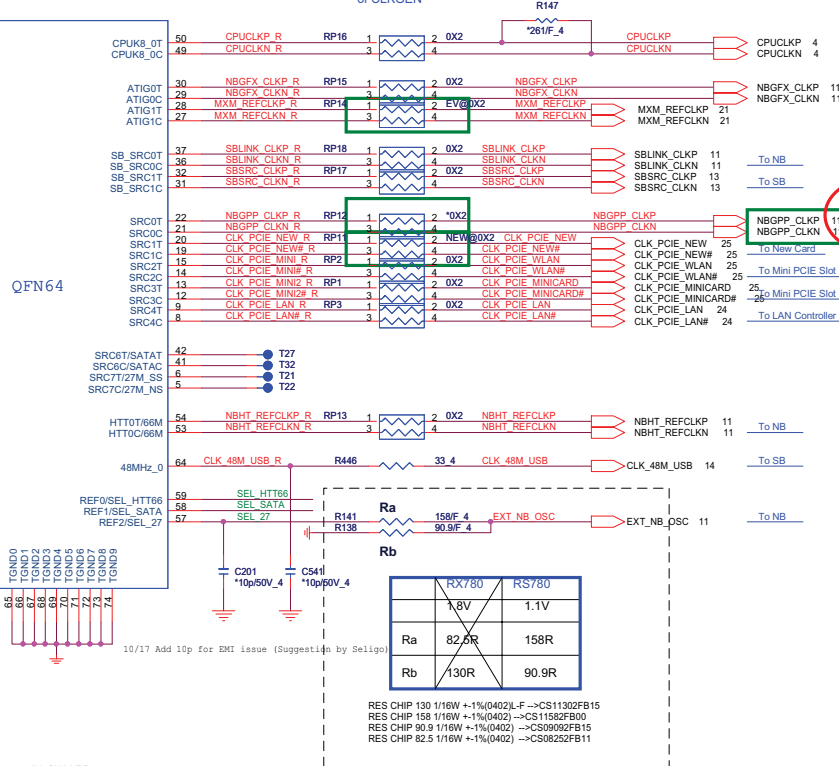 R147
*261/F_4
CPUK8_0T 50 CPUCLKP_R RP16 1 2 0X2 CPUCLKP CPUCLKP 4
CPUK8_0C 49 CPUCLKN_R 3 4 CPUCLKN CPUCLKN 4
ATIG0T 30 NBGFX_CLKP_R RP15 1 2 0X2 NBGFX_CLKP NBGFX_CLKP 11
ATIG0C 29 NBGFX_CLKN_R 3 4 NBGFX_CLKN NBGFX_CLKN 11
ATIG1T 28 MXM_REFCLKP_R RP14 1 2 EV@0X2 MXM_REFCLKP MXM_REFCLKP 21
ATIG1C 27 MXM_REFCLKN_R 3 4 MXM_REFCLKN MXM_REFCLKN 21
SB_SRC0T 37 SBLINK_CLKP_R RP18 1 2 0X2 SBLINK_CLKP SBLINK_CLKP 11
SB_SRC0C 36 SBLINK_CLKN_R 3 4 SBLINK_CLKN SBLINK_CLKN 11 To NB
SB_SRC1T 32 SBSRC_CLKP_R RP17 1 2 0X2 SBSRC_CLKP SBSRC_CLKP 13
SB_SRC1C 31 SBSRC_CLKN_R 3 4 SBSRC_CLKN SBSRC_CLKN 13 To SB
SRC0T 22 NBGPP_CLKP_R RP12 1 2 *0X2 NBGPP_CLKP NBGPP_CLKP 11
SRC0C 21 NBGPP_CLKN_R 3 4 NBGPP_CLKN NBGPP_CLKN
SRC1T 20 CLK_PCIE_NEW_R RP11 1 2 NEW@0X2 CLK_PCIE_NEW CLK_PCIE_NEW 25
SRC1C 19 CLK_PCIE_NEW#_R 3 4 CLK_PCIE_NEW# CLK_PCIE_NEW# 25 To New Card
SRC2T 15 CLK_PCIE_MINI_R RP2 1 2 0X2 CLK_PCIE_WLAN CLK_PCIE_WLAN 25
SRC2C 14 CLK_PCIE_MINI#_R 3 4 CLK_PCIE_WLAN# CLK_PCIE_WLAN# 25 To Mini PCIE Slot
SRC3T 13 CLK_PCIE_MINI2_R RP1 1 2 0X2 CLK_PCIE_MINICARD CLK_PCIE_MINICARD 25
SRC3C 12 CLK_PCIE_MINI2#_R 3 4 CLK_PCIE_MINICARD# CLK_PCIE_MINICARD# 25 To Mini PCIE Slot
SRC4T 9 CLK_PCIE_LAN_R RP3 1 2 0X2 CLK_PCIE_LAN CLK_PCIE_LAN 24
SRC4C 8 CLK_PCIE_LAN#_R 3 4 CLK_PCIE_LAN# CLK_PCIE_LAN# 24 To LAN Controller
QFN64
SRC6T/SATAT 42 T27
SRC6C/SATAC 41 T32
SRC7T/27M_SS 6 T21
SRC7C/27M_NS 5 T22
HTT0T/66M 54 NBHT_REFCLKP_R RP13 1 2 0X2 NBHT_REFCLKP NBHT_REFCLKP 11
HTT0C/66M 53 NBHT_REFCLKN_R 3 4 NBHT_REFCLKN NBHT_REFCLKN 11 To NB
48MHz_0 64 CLK_48M_USB_R R446 33_4 CLK_48M_USB CLK_48M_USB 14 To SB
REF0/SEL_HTT66 59 SEL_HTT66
REF1/SEL_SATA 58 SEL_SATA
REF2/SEL_27 57 SEL_27 R141 Ra 158/F_4 EXT_NB_OSC EXT_NB_OSC 11 To NB
R138 90.9/F_4
Rb
C201
*10p/50V_4
C541
*10p/50V_4
TGND0 TGND1 TGND2 TGND3 TGND4 TGND5 TGND6 TGND7 TGND8 TGND9
65 66 67 68 69 70 71 72 73 74
10/17 Add 10p for EMI issue (Suggestion by Seligo)
RX780 RS780
1.8V 1.1V
Ra 82.5R 158R
Rb 130R 90.9R
RES CHIP 130 1/16W +-1%(0402)L-F -->CS11302FB15
RES CHIP 158 1/16W +-1%(0402) -->CS11582FB00
RES CHIP 90.9 1/16W +-1%(0402) -->CS09092FB15
RES CHIP 82.5 1/16W +-1%(0402) -->CS08252FB11